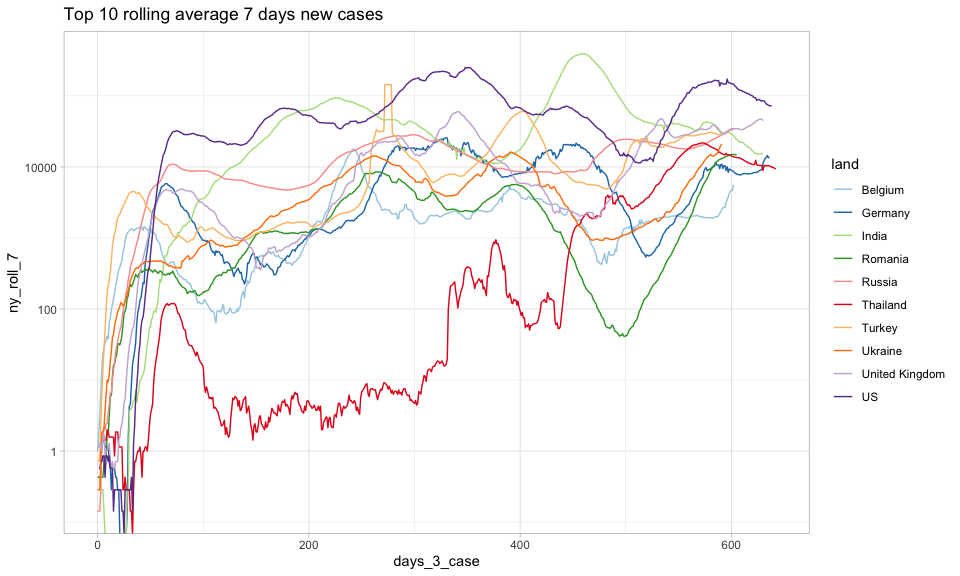 Top 10 rolling average 7 days new cases
ny_roll_7
10000
100
1
0
200
400
600
days_3_case
land
Belgium
Germany
India
Romania
Russia
Thailand
Turkey
Ukraine
United Kingdom
US